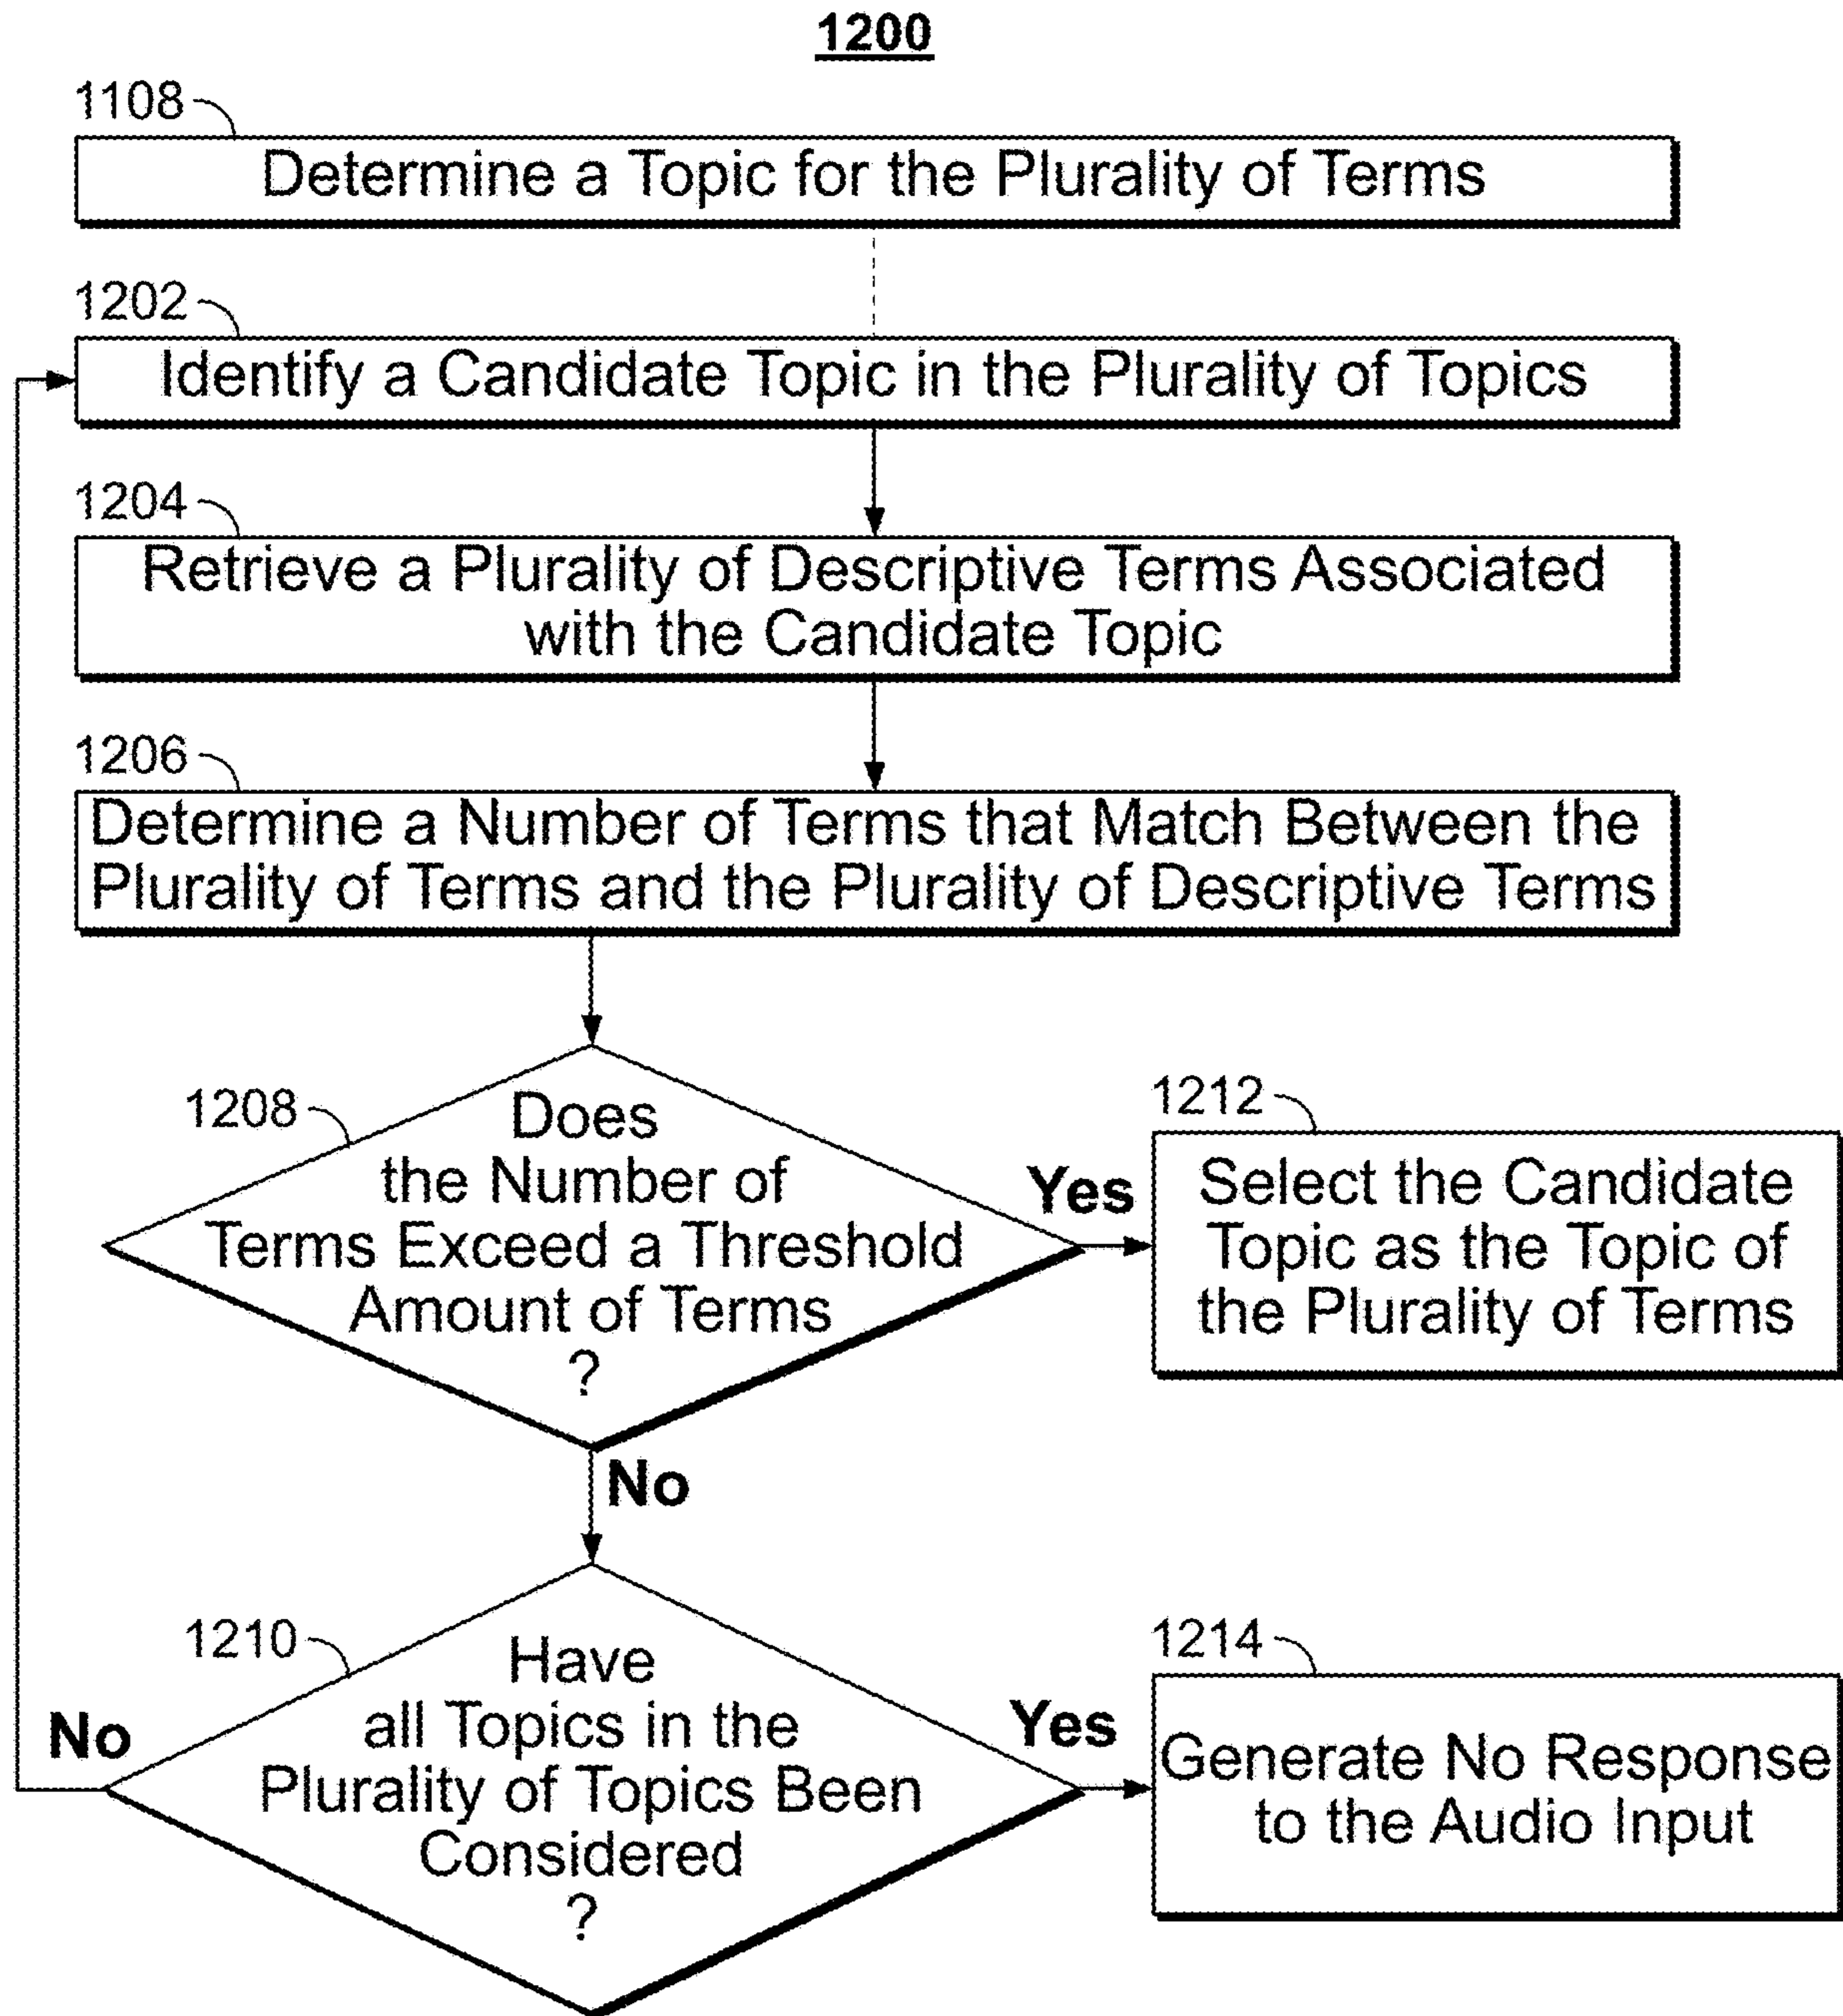 1200
1108
Determine a Topic for the Plurality of Terms
1202
Identify a Candidate Topic in the Plurality of Topics
1204
Retrieve a Plurality of Descriptive Terms Associated
with the Candidate Topic
1206
Determine a Number of Terms that Match Between the
Plurality of Terms and the Plurality of Descriptive Terms
1208
Does
the Number of
Terms Exceed a Threshold
Amount of Terms
?
Yes
1212
Select the Candidate
Topic as the Topic of
the Plurality of Terms
No
1210
Have
all Topics in the
Plurality of Topics Been
Considered
?
No
Yes
1214
Generate No Response
to the Audio Input